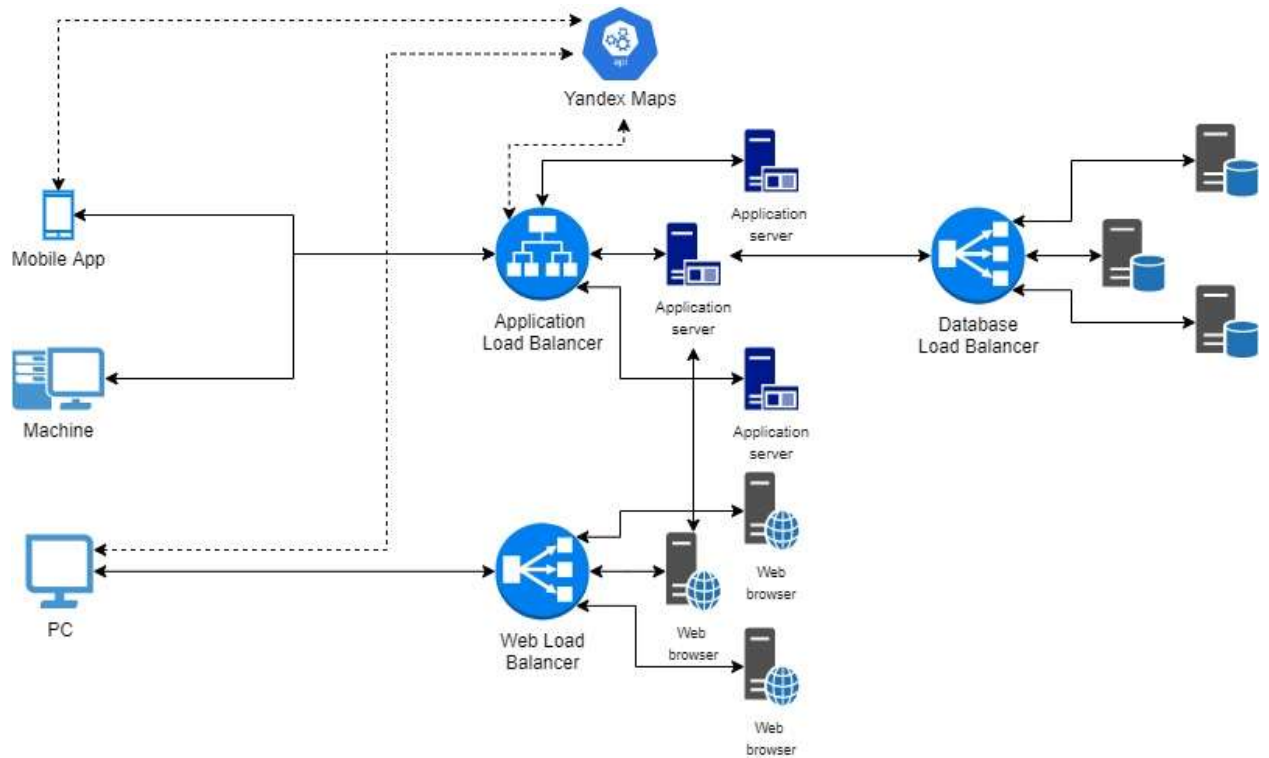 api
Yandex Maps
Mobile App
Application
server
Application
Load Balancer
Application
server
Database
Load Balancer
Machine
Application
server
PC
Web Load
Balancer
Web
browser
Web
browser
Web
browser